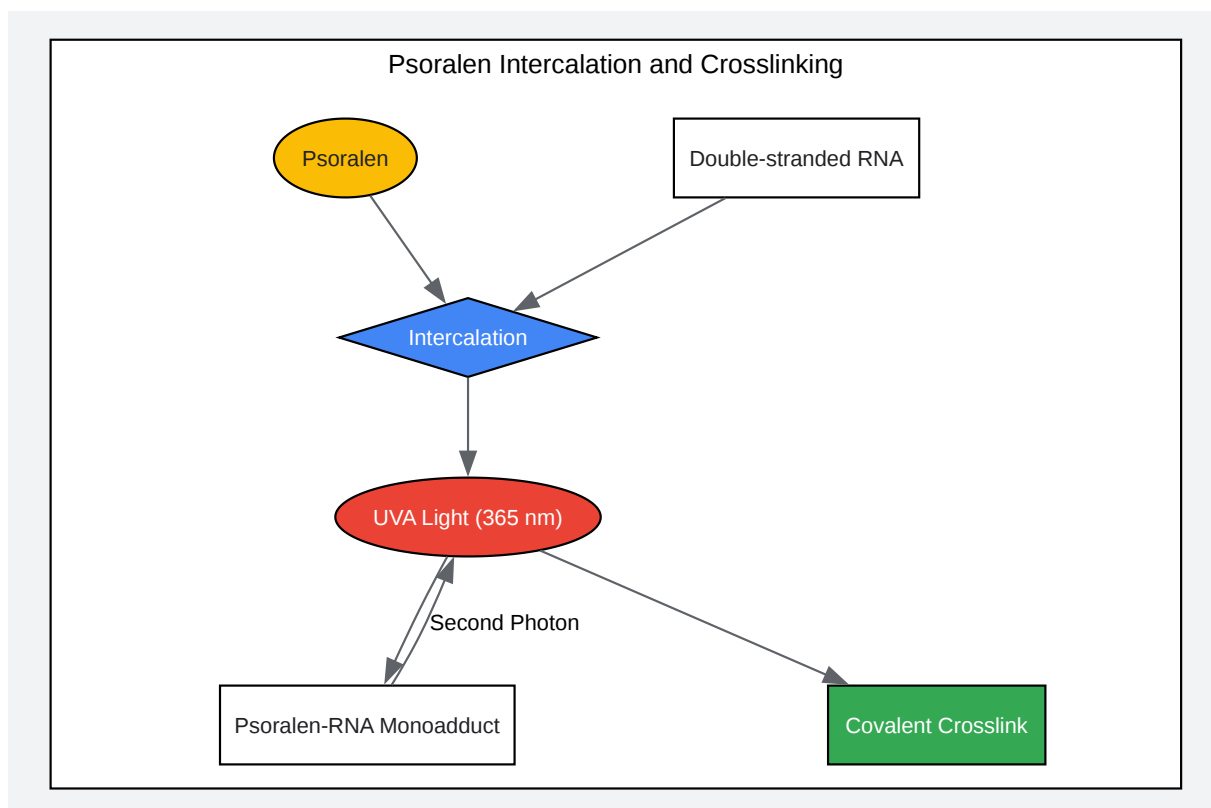 Psoralen Intercalation and Crosslinking
Psoralen
Double-stranded RNA
Intercalation
UVA Light (365 nm)
Second Photon
Psoralen-RNA Monoadduct
Covalent Crosslink